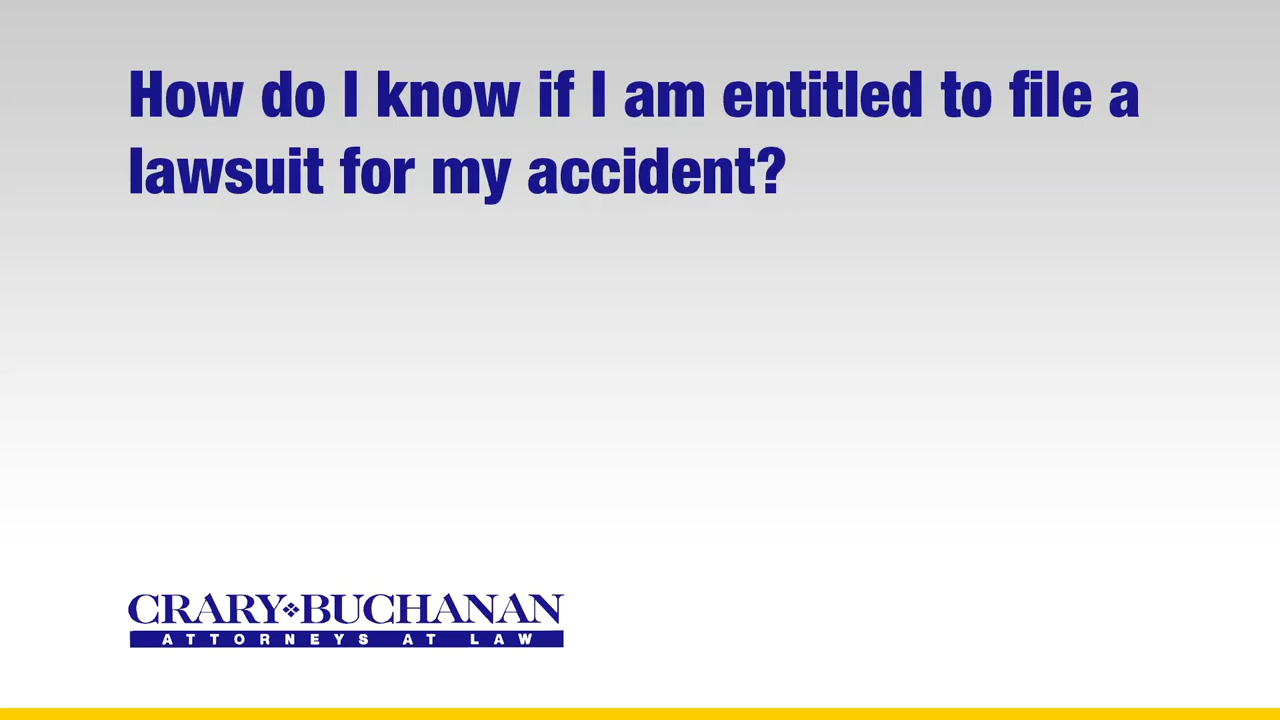 How do I know if I am entitled to file a
lawsuit for my accident?
CRARY BUCHANAN
ATTORNEYS AT LAW